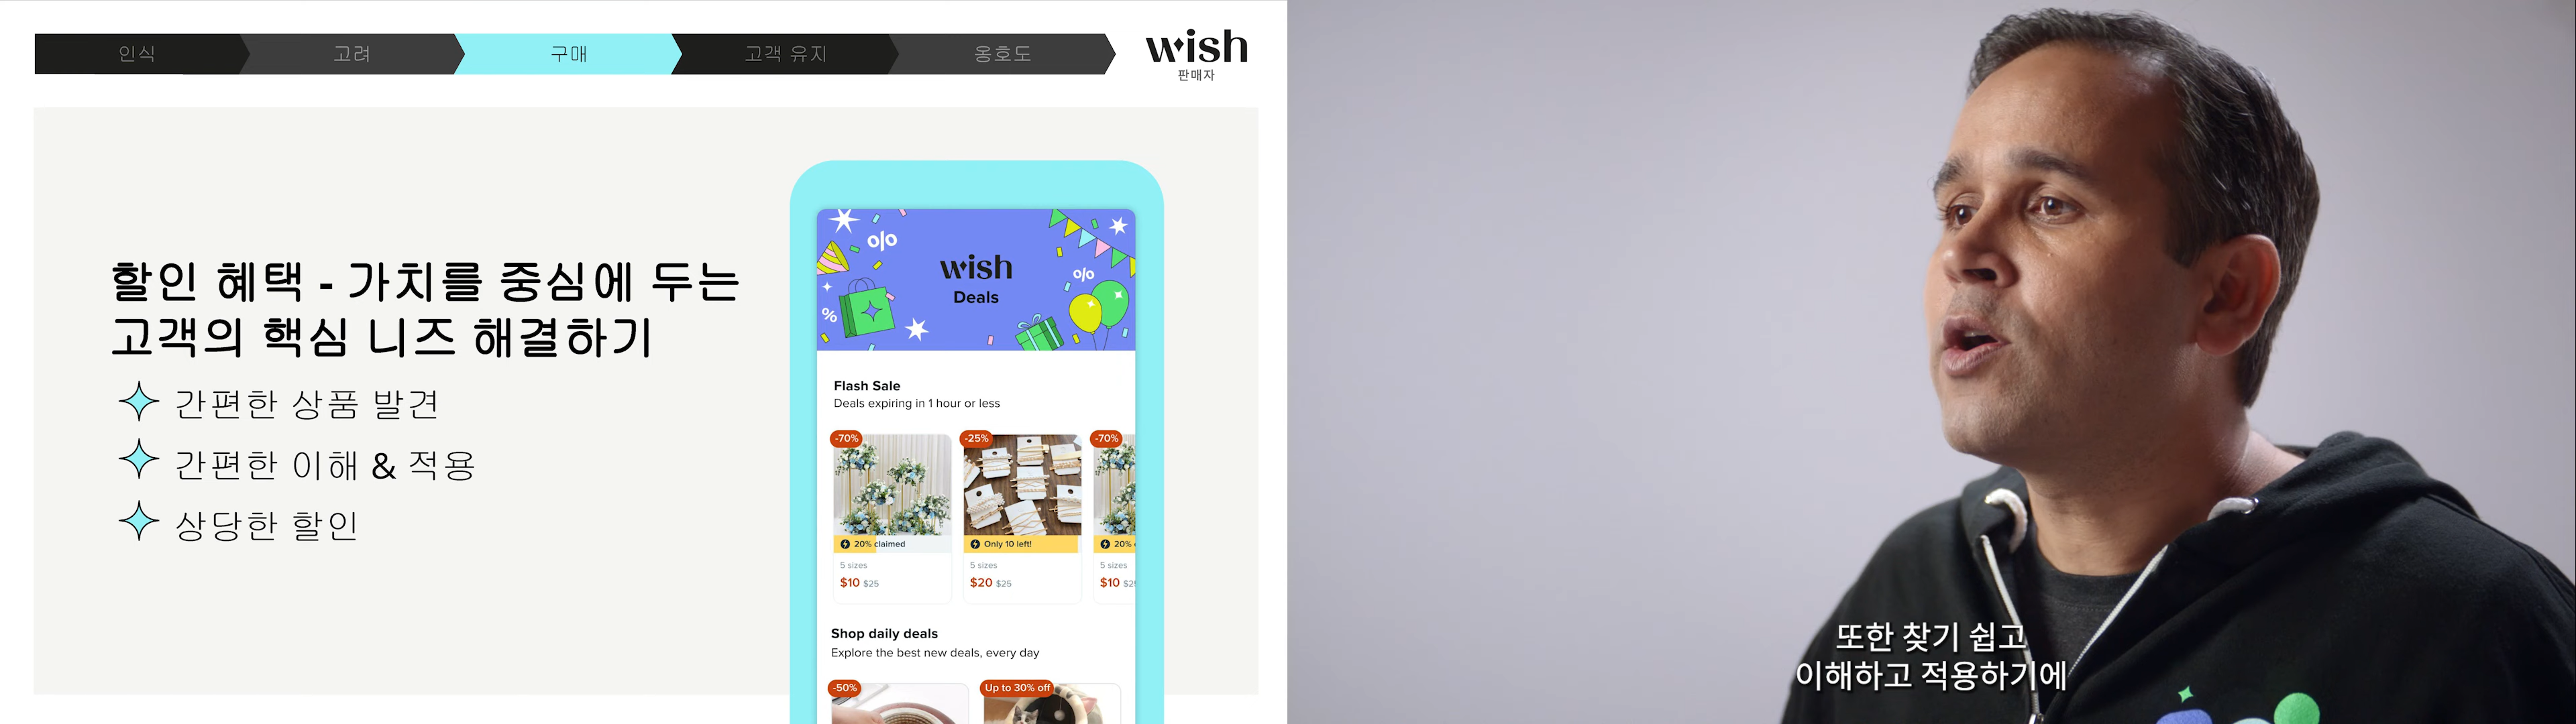 인식
고려
구매
고객 유지
옹호도
wish
판매자
할인 혜택 - 가치를 중심에 두는
고객의 핵심 니즈 해결하기
간편한 상품 발견
간편한 이해 & 적용
상당한 할인
%
%
%
wish
Deals
Flash Sale
Deals expiring in 1 hour or less
-70%
-25%
-70%
20% claimed
Only 10 left!
20%
5 sizes
5 sizes
5 sizes
$10 $25
$20 $25
$10
Shop daily deals
Explore the best new deals, every day
-50%
Up to 30% off
또한 찾기 쉽고
이해하고 적용하기에